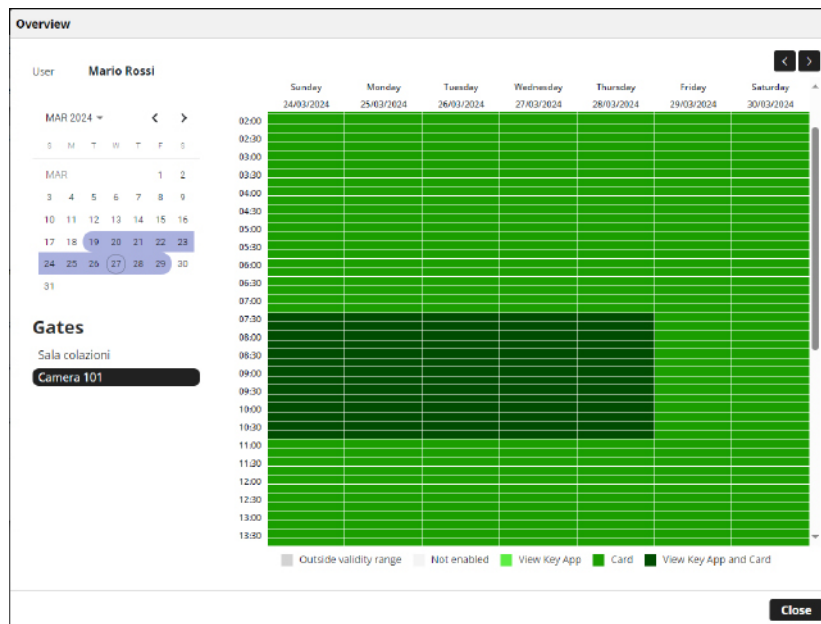 Overview
User Mario Rossi
MAR 2024
S M T W T F S
MAR 1 2
3 4 5 6 7 8 9
10 11 12 13 14 15 16
17 18 19 20 21 22 23
24 25 26 27 28 29 30
31
Gates
Sala colazioni
Camera 101
Sunday Monday Tuesday Wednesday Thursday Friday Saturday
24/03/2024 25/03/2024 26/03/2024 27/03/2024 28/03/2024 29/03/2024 30/03/2024
02:00
02:30
03:00
03:30
04:00
04:30
05:00
05:30
06:00
06:30
07:00
07:30
08:00
08:30
09:00
09:30
10:00
10:30
11:00
11:30
12:00
12:30
13:00
13:30
Outside validity range Not enabled View Key App Card View Key App and Card
Close